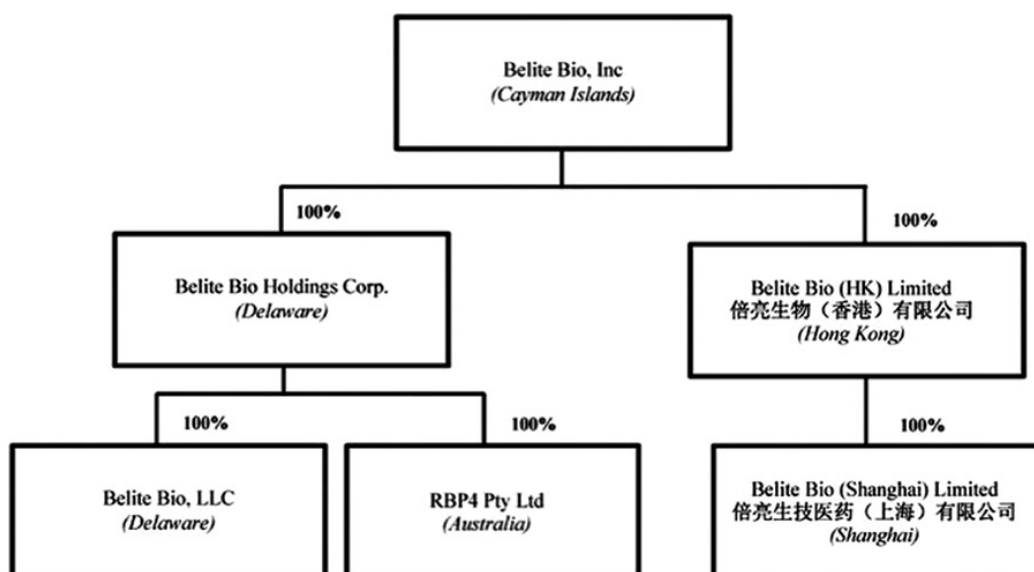 Belite Bio, Inc
(Cayman Islands)
100%
100%
Belite Bio Holdings Corp.
(Delaware)
Belite Bio (HK) Limited
倍亮生物（香港）有限公司
(Hong Kong)
100%
100%
100%
Belite Bio, LLC
(Delaware)
RBP4 Pty Ltd
(Australia)
Belite Bio (Shanghai) Limited
倍亮生技医药（上海）有限公司
(Shanghai)